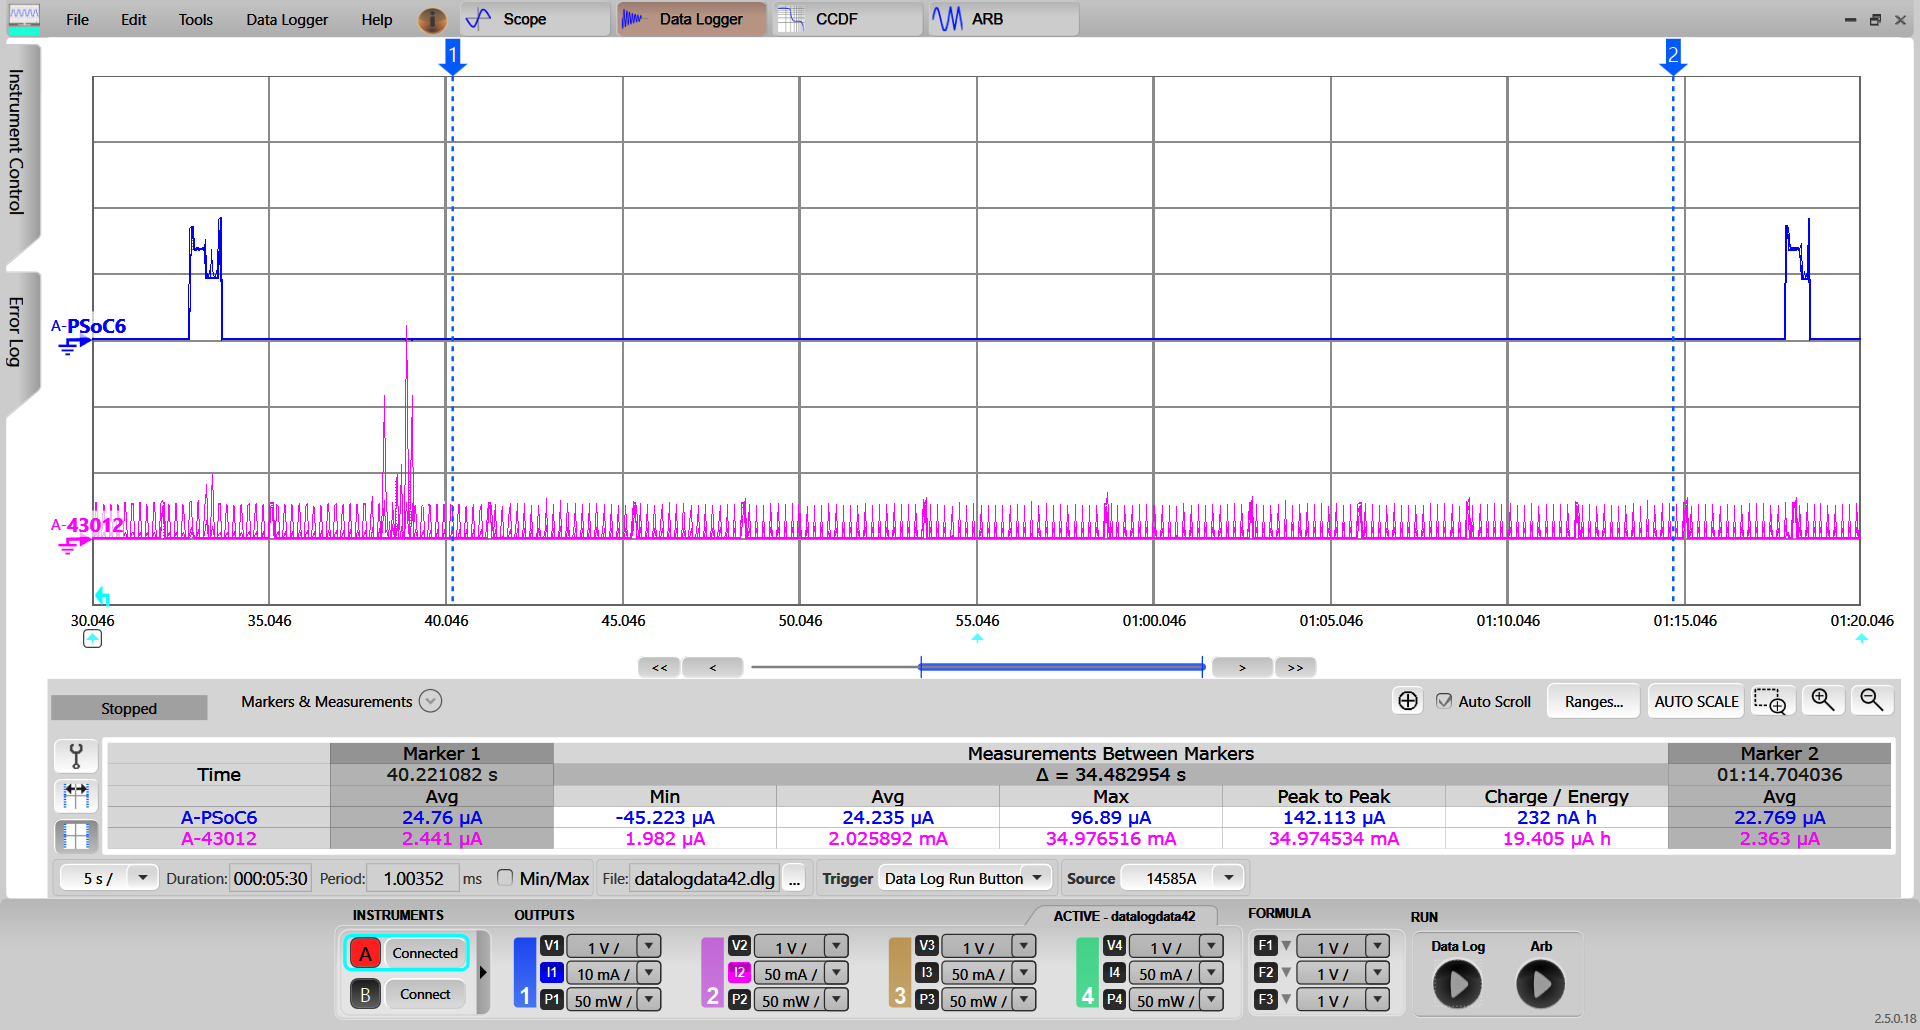 File Edit Tools Data Logger Help i Scope Data Logger CCDF ARB
Instrument Control
Error Log
1 2
A-PSoC6
A-43012
30.046 35.046 40.046 45.046 50.046 55.046 01:00.046 01:05.046 01:10.046 01:15.046 01:20.046
<< < > >>
Stopped Markers & Measurements Auto Scroll Ranges... AUTO SCALE
Marker 1 Measurements Between Markers Marker 2
Time 40.221082 s Δ = 34.482954 s 01:14.704036
Avg Min Avg Max Peak to Peak Charge / Energy Avg
A-PSoC6 24.76 µA -45.223 µA 24.235 µA 96.89 µA 142.113 µA 232 nA h 22.769 µA
A-43012 2.441 µA 1.982 µA 2.025892 mA 34.976516 mA 34.974534 mA 19.405 µA h 2.363 µA
5 s / Duration: 000:05:30 Period: 1.00352 ms Min/Max File: datalogdata42.dlg ... Trigger Data Log Run Button Source 14585A
INSTRUMENTS OUTPUTS ACTIVE - datalogdata42 FORMULA RUN
A Connected V1 1 V / V2 1 V / V3 1 V / V4 1 V / F1 1 V / Data Log Arb
I1 10 mA / I2 50 mA / I3 50 mA / I4 50 mA / F2 1 V /
B Connect 1 P1 50 mW / 2 P2 50 mW / 3 P3 50 mW / 4 P4 50 mW / F3 1 V /
2.5.0.18